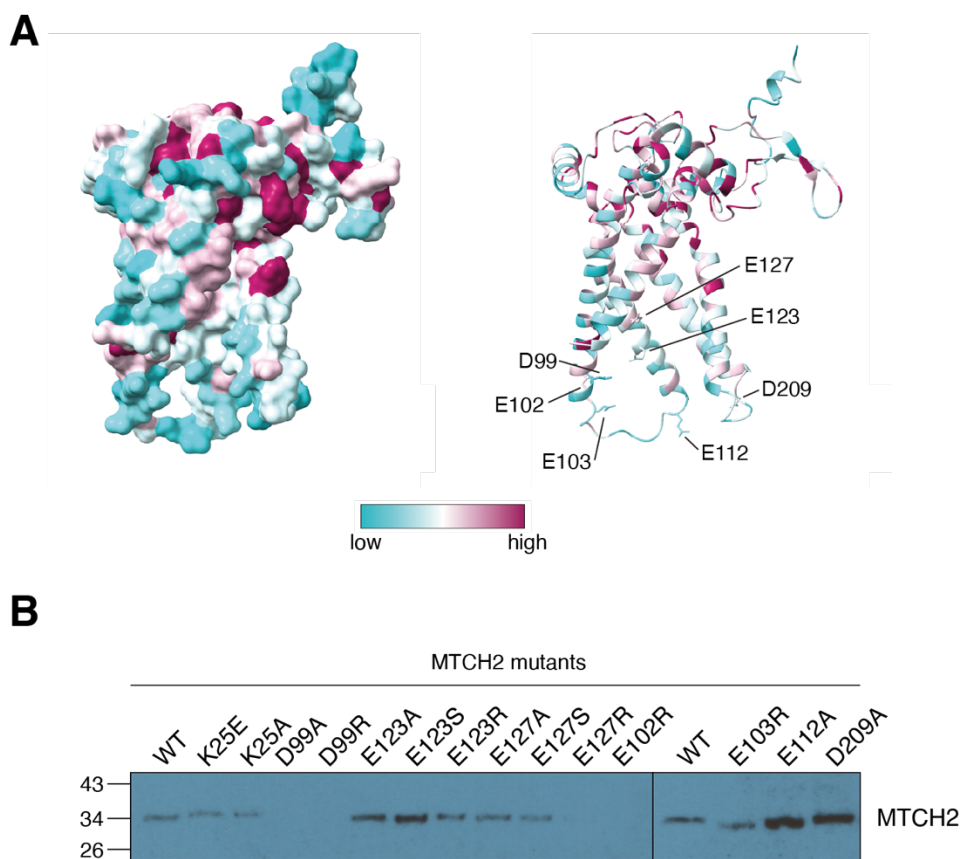 A
E127
E123
D99
D209
E102
E103
E112
low high
B
MTCH2 mutants
WT K25E K25A D99A D99R E123A E123S E123R E127A E127S E127R E102R WT E103R E112A D209A
43
34 MTCH2
26